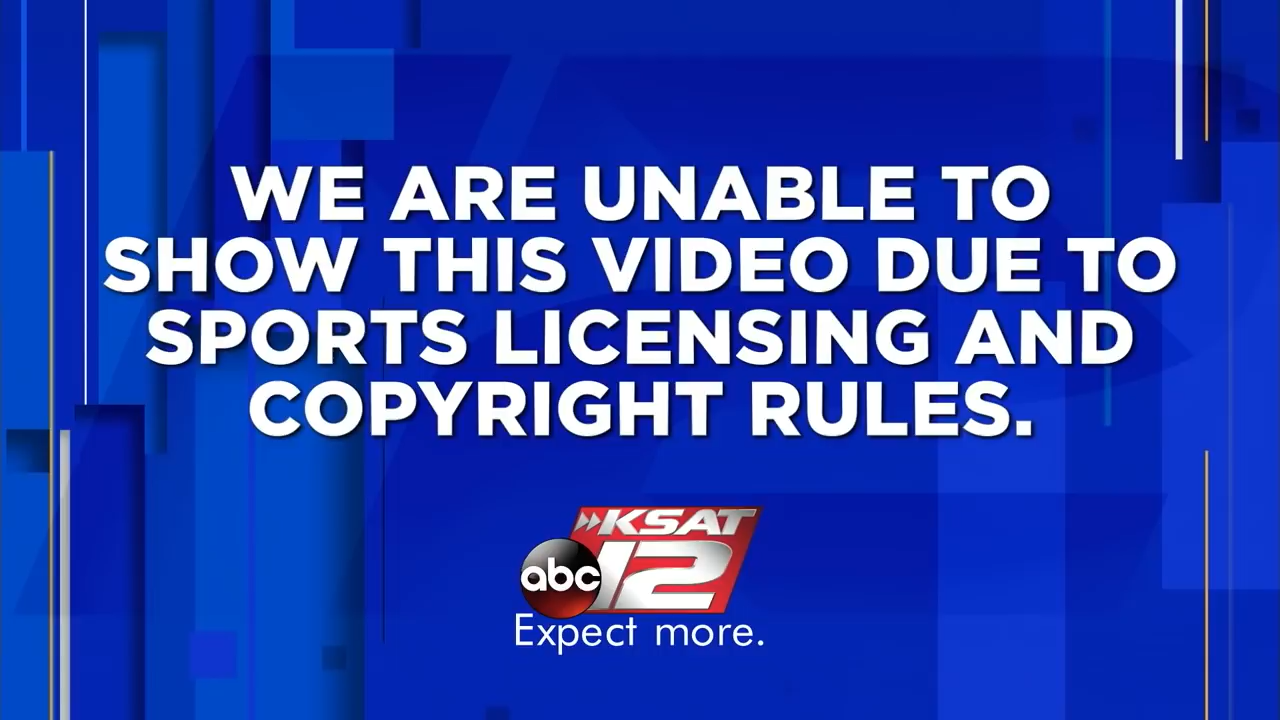 WE ARE UNABLE TO
SHOW THIS VIDEO DUE TO
SPORTS LICENSING AND
COPYRIGHT RULES.
KSAT
abc 12
Expect more.